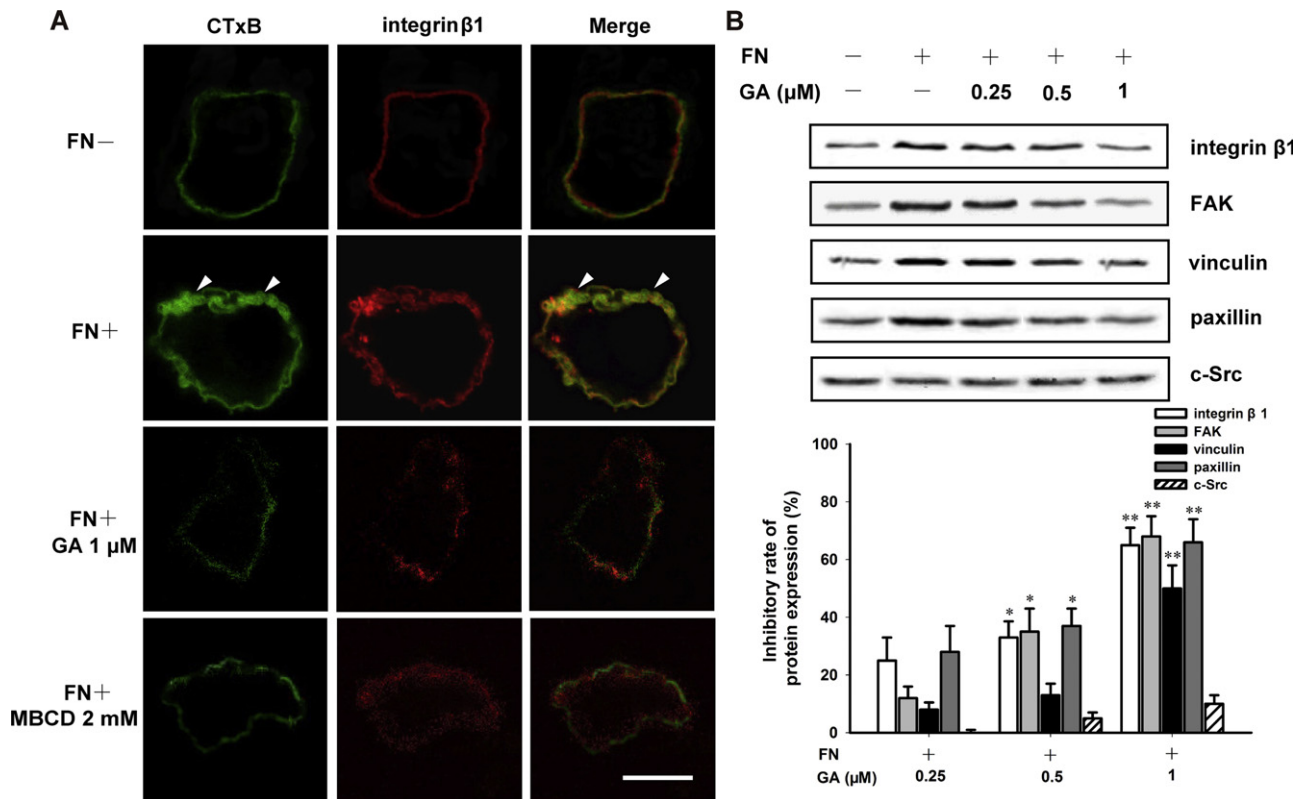 A
CTxB
integrin β1
Merge
FN—
FN+
FN+
GA 1 µM
FN+
MBCD 2 mM
B
FN — + + + +
GA (µM) — — 0.25 0.5 1
integrin β1
FAK
vinculin
paxillin
c-Src
integrin β 1
FAK
vinculin
paxillin
c-Src
Inhibitory rate of
protein expression (%)
100
80
60
40
20
0
* * *
** ** ** **
FN + + +
GA (µM) 0.25 0.5 1